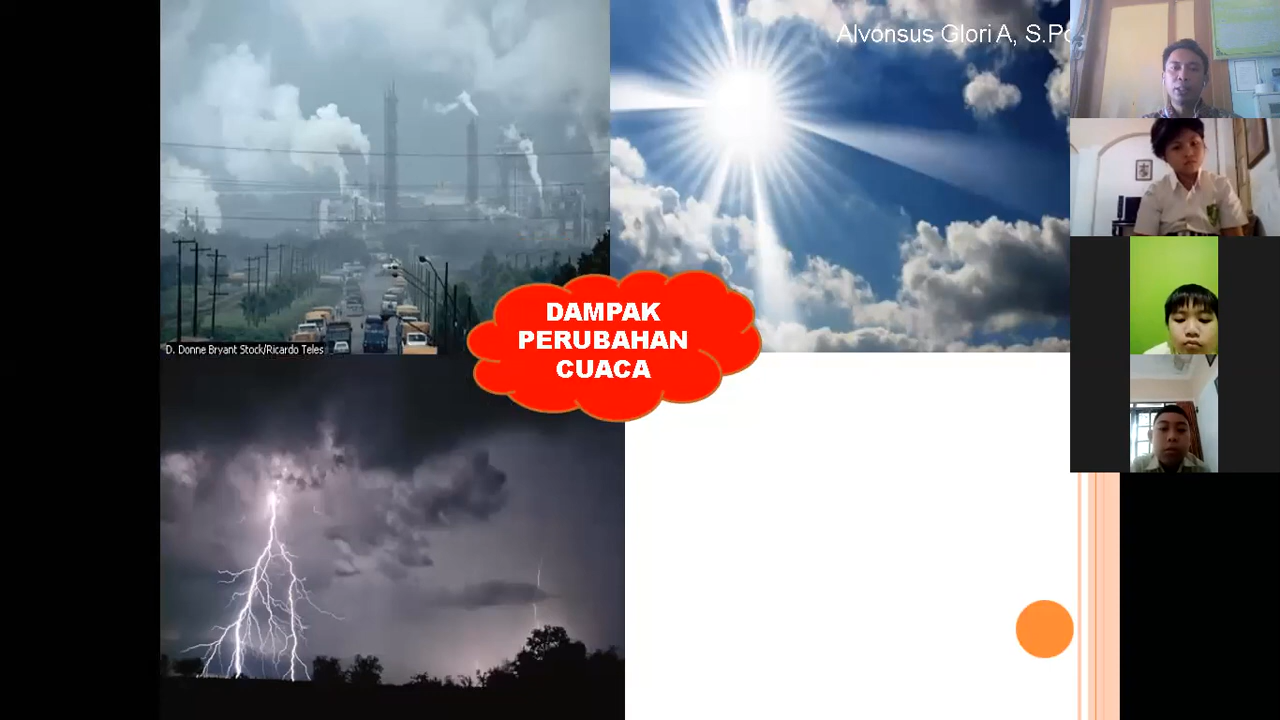 Alvonsus Glori A, S.Pd
DAMPAK
PERUBAHAN
CUACA
D. Donne Bryant Stock/Ricardo Teles